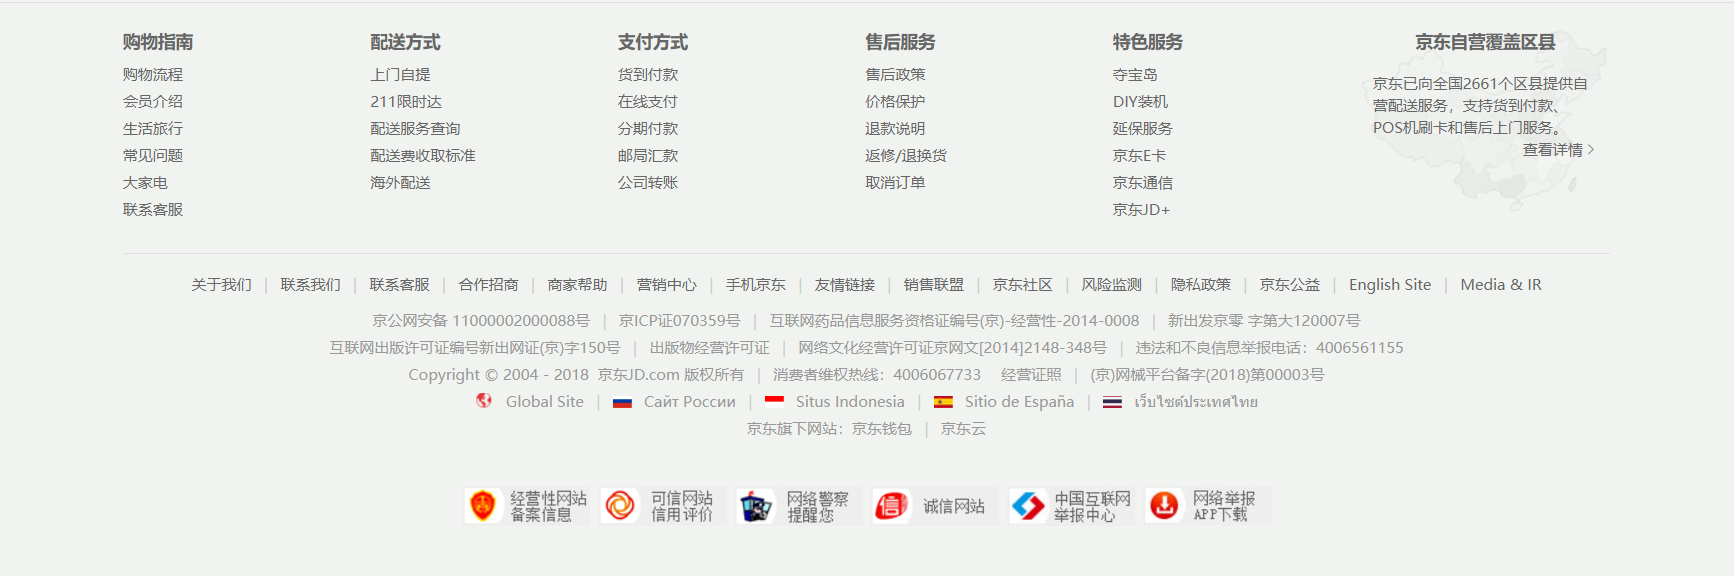 购物指南
购物流程
会员介绍
生活旅行
常见问题
大家电
联系客服
配送方式
上门自提
211限时达
配送服务查询
配送费收取标准
海外配送
支付方式
货到付款
在线支付
分期付款
邮局汇款
公司转账
售后服务
售后政策
价格保护
退款说明
返修/退换货
取消订单
特色服务
夺宝岛
DIY装机
延保服务
京东E卡
京东通信
京东JD+
京东自营覆盖区县
京东已向全国2661个区县提供自
营配送服务，支持货到付款、
POS机刷卡和售后上门服务。
查看详情 >
关于我们 | 联系我们 | 联系客服 | 合作招商 | 商家帮助 | 营销中心 | 手机京东 | 友情链接 | 销售联盟 | 京东社区 | 风险监测 | 隐私政策 | 京东公益 | English Site | Media & IR
京公网安备 11000002000088号 | 京ICP证070359号 | 互联网药品信息服务资格证编号(京)-经营性-2014-0008 | 新出发京零 字第大120007号
互联网出版许可证编号新出网证(京)字150号 | 出版物经营许可证 | 网络文化经营许可证京网文[2014]2148-348号 | 违法和不良信息举报电话：4006561155
Copyright © 2004 - 2018 京东JD.com 版权所有 | 消费者维权热线：4006067733 经营证照 | (京)网械平台备字(2018)第00003号
Global Site | Сайт России | Situs Indonesia | Sitio de España | เว็บไซต์ประเทศไทย
京东旗下网站：京东钱包 | 京东云
经营性网站
备案信息
可信网站
信用评价
网络警察
提醒您
诚信网站
中国互联网
举报中心
网络举报
APP下载